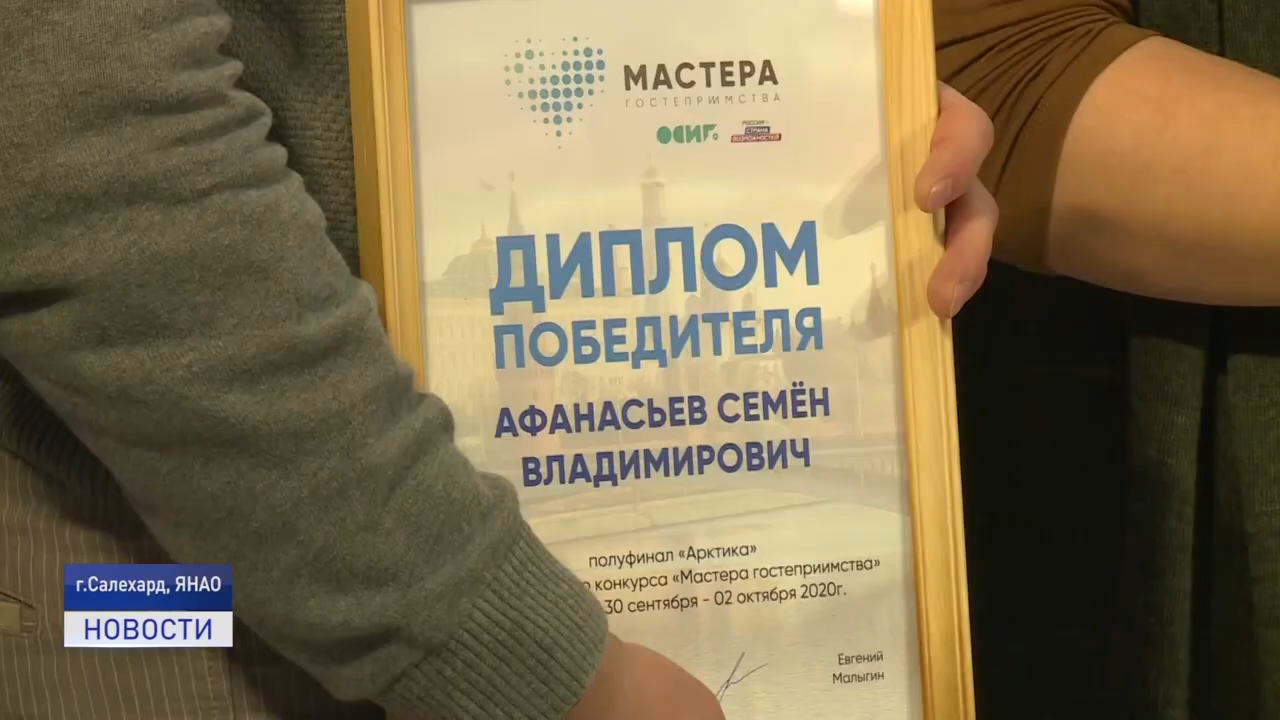 МАСТЕРА
ГОСТЕПРИИМСТВА
ОСИГ
РОССИЯ –
СТРАНА
ВОЗМОЖНОСТЕЙ
ДИПЛОМ
ПОБЕДИТЕЛЯ
АФАНАСЬЕВ СЕМЁН
ВЛАДИМИРОВИЧ
полуфинал «Арктика»
конкурса «Мастера гостеприимства»
30 сентября - 02 октября 2020г.
Евгений
Малыгин
г.Салехард, ЯНАО
НОВОСТИ